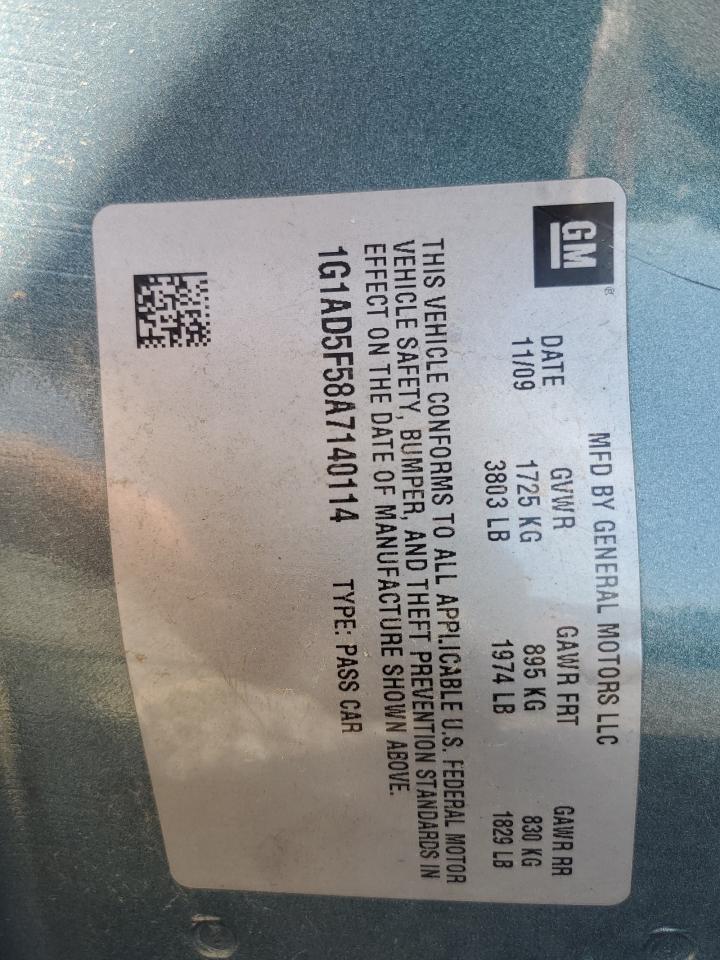 GM®
MFD BY GENERAL MOTORS LLC
DATE GVWR GAWR FRT GAWR RR
11/09 1725 KG 895 KG 830 KG
3803 LB 1974 LB 1829 LB
THIS VEHICLE CONFORMS TO ALL APPLICABLE U.S. FEDERAL MOTOR
VEHICLE SAFETY, BUMPER, AND THEFT PREVENTION STANDARDS IN
EFFECT ON THE DATE OF MANUFACTURE SHOWN ABOVE.
1G1AD5F58A7140114 TYPE: PASS CAR